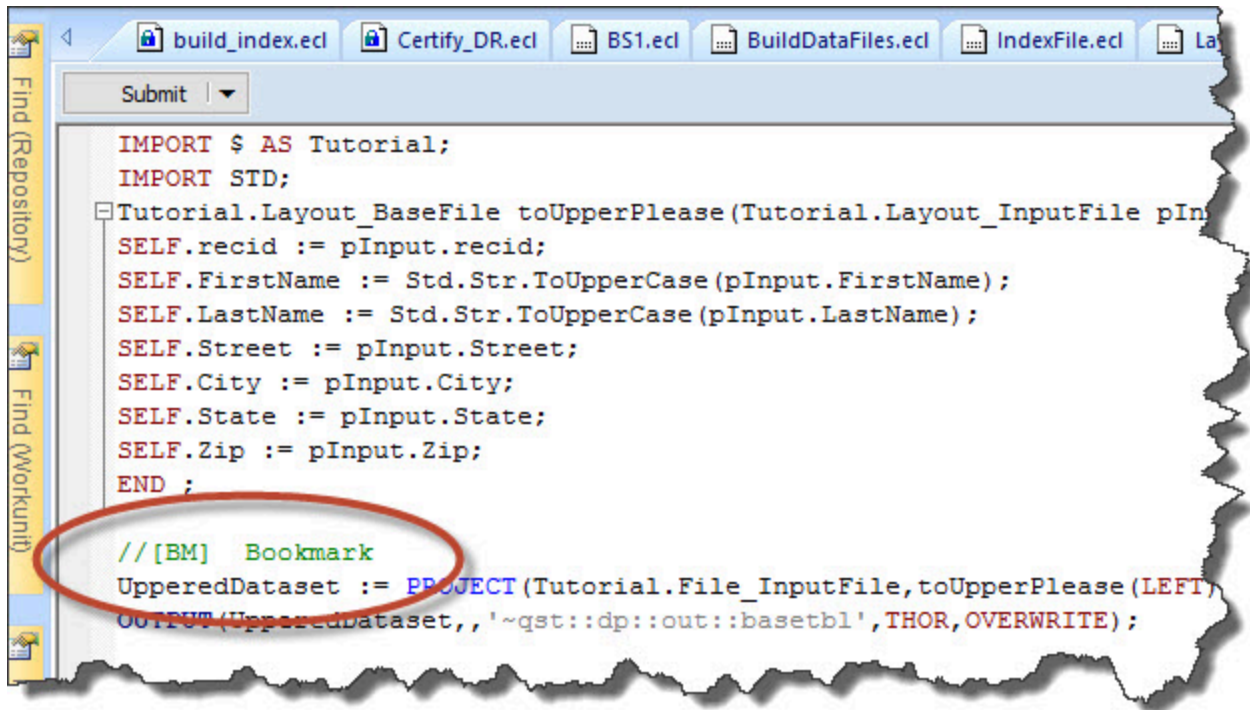 build_index.ecl Certify_DR.ecl BS1.ecl BuildDataFiles.ecl IndexFile.ecl
Submit
Find (Repository)
Find (Workunit)
IMPORT $ AS Tutorial;
IMPORT STD;
Tutorial.Layout_BaseFile toUpperPlease(Tutorial.Layout_InputFile
SELF.recid := pInput.recid;
SELF.FirstName := Std.Str.ToUpperCase(pInput.FirstName);
SELF.LastName := Std.Str.ToUpperCase(pInput.LastName);
SELF.Street := pInput.Street;
SELF.City := pInput.City;
SELF.State := pInput.State;
SELF.Zip := pInput.Zip;
END ;
//[BM] Bookmark
UpperedDataset := PROJECT(Tutorial.File_InputFile,toUpperPlease(LEFT)
OUTPUT(UpperedDataset,,'~qst::dp::out::basetbl',THOR,OVERWRITE);